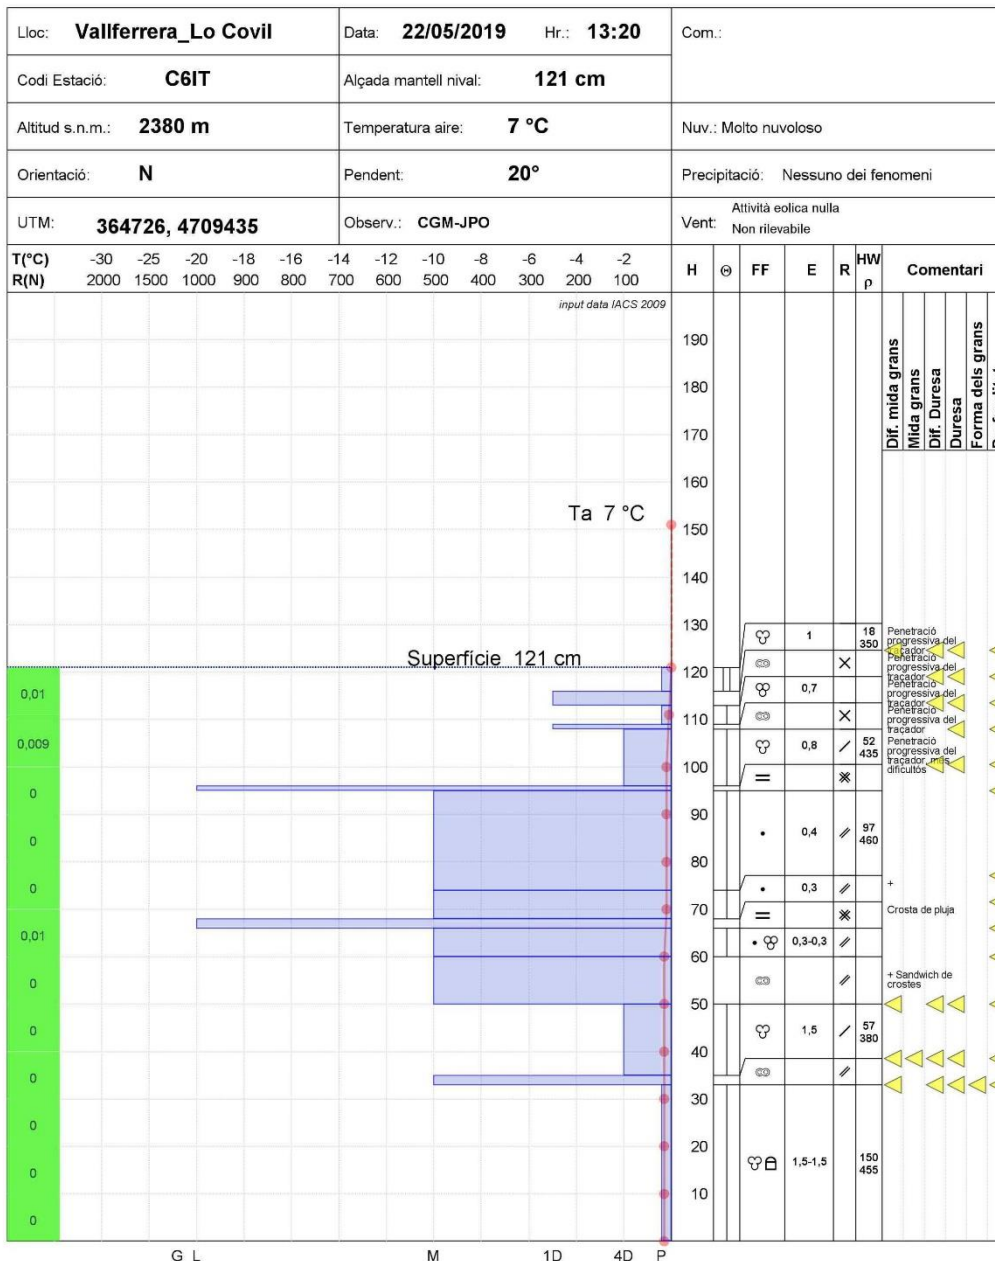 Lloc: Vallferrera_Lo Covil
Data: 22/05/2019 Hr.: 13:20
Com.:
Codi Estació: C6IT
Alçada mantell nival: 121 cm
Altitud s.n.m.: 2380 m
Temperatura aire: 7 °C
Nuv.: Molto nuvoloso
Orientació: N
Pendent: 20°
Precipitació: Nessuno dei fenomeni
UTM: 364726, 4709435
Observ.: CGM-JPO
Vent: Attività eolica nulla
Non rilevabile
T(°C) -30 -25 -20 -18 -16 -14 -12 -10 -8 -6 -4 -2
R(N) 2000 1500 1000 900 800 700 600 500 400 300 200 100
H Θ FF E R HW ρ Comentari
input data IACS 2009
Dif. mida grans
Mida grans
Dif. Duresa
Duresa
Forma dels grans
190
180
170
160
Ta 7 °C
150
140
130
1 18
350
Penetració
progressiva del
traçador
Superfície 121 cm
120
Penetració
progressiva del
traçador
0,01
0,7
Penetració
progressiva del
traçador
110
Penetració
progressiva del
traçador
0,009
0,8 52
435
Penetració
progressiva del
traçador, més
dificultós
100
0
90
0
0,4 97
460
80
0
0,3
+
70
Crosta de pluja
0,01
0,3-0,3
60
0
+ Sandwich de
crostes
50
0
1,5 57
380
40
0
30
0
20
0
1,5-1,5 150
455
10
0
G L M 1D 4D P